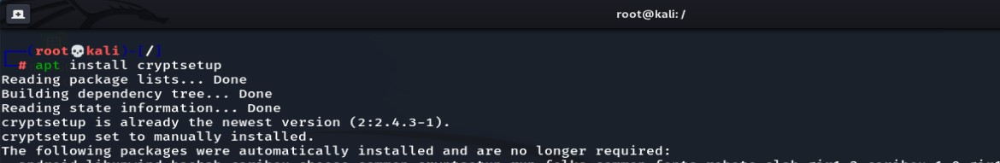 root@kali: /
(root💀kali)-[/]
# apt install cryptsetup
Reading package lists... Done
Building dependency tree... Done
Reading state information... Done
cryptsetup is already the newest version (2:2.4.3-1).
cryptsetup set to manually installed.
The following packages were automatically installed and are no longer required: